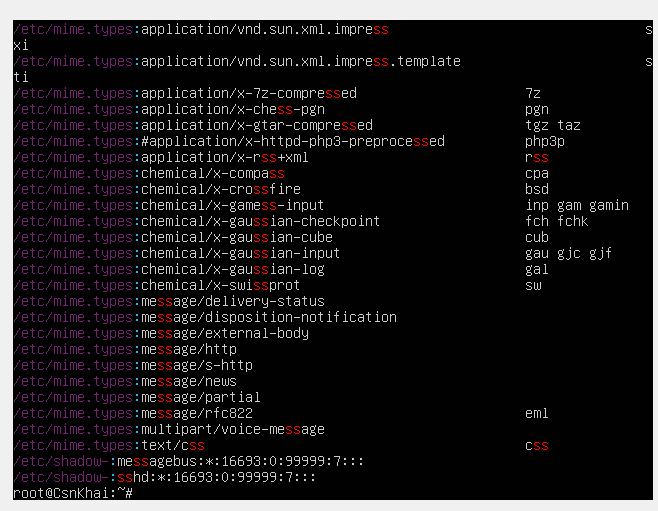 /etc/mime.types:application/vnd.sun.xml.impress s
xi
/etc/mime.types:application/vnd.sun.xml.impress.template s
ti
/etc/mime.types:application/x-7z-compressed 7z
/etc/mime.types:application/x-chess-pgn pgn
/etc/mime.types:application/x-gtar-compressed tgz taz
/etc/mime.types:#application/x-httpd-php3-preprocessed php3p
/etc/mime.types:application/x-rss+xml rss
/etc/mime.types:chemical/x-compass cpa
/etc/mime.types:chemical/x-crossfire bsd
/etc/mime.types:chemical/x-gamess-input inp gam gamin
/etc/mime.types:chemical/x-gaussian-checkpoint fch fchk
/etc/mime.types:chemical/x-gaussian-cube cub
/etc/mime.types:chemical/x-gaussian-input gau gjc gjf
/etc/mime.types:chemical/x-gaussian-log gal
/etc/mime.types:chemical/x-swissprot sw
/etc/mime.types:message/delivery-status
/etc/mime.types:message/disposition-notification
/etc/mime.types:message/external-body
/etc/mime.types:message/http
/etc/mime.types:message/s-http
/etc/mime.types:message/news
/etc/mime.types:message/partial
/etc/mime.types:message/rfc822 eml
/etc/mime.types:multipart/voice-message
/etc/mime.types:text/css css
/etc/shadow-:messagebus:*:16693:0:99999:7:::
/etc/shadow-:sshd:*:16693:0:99999:7:::
root@CsnKhai:~#